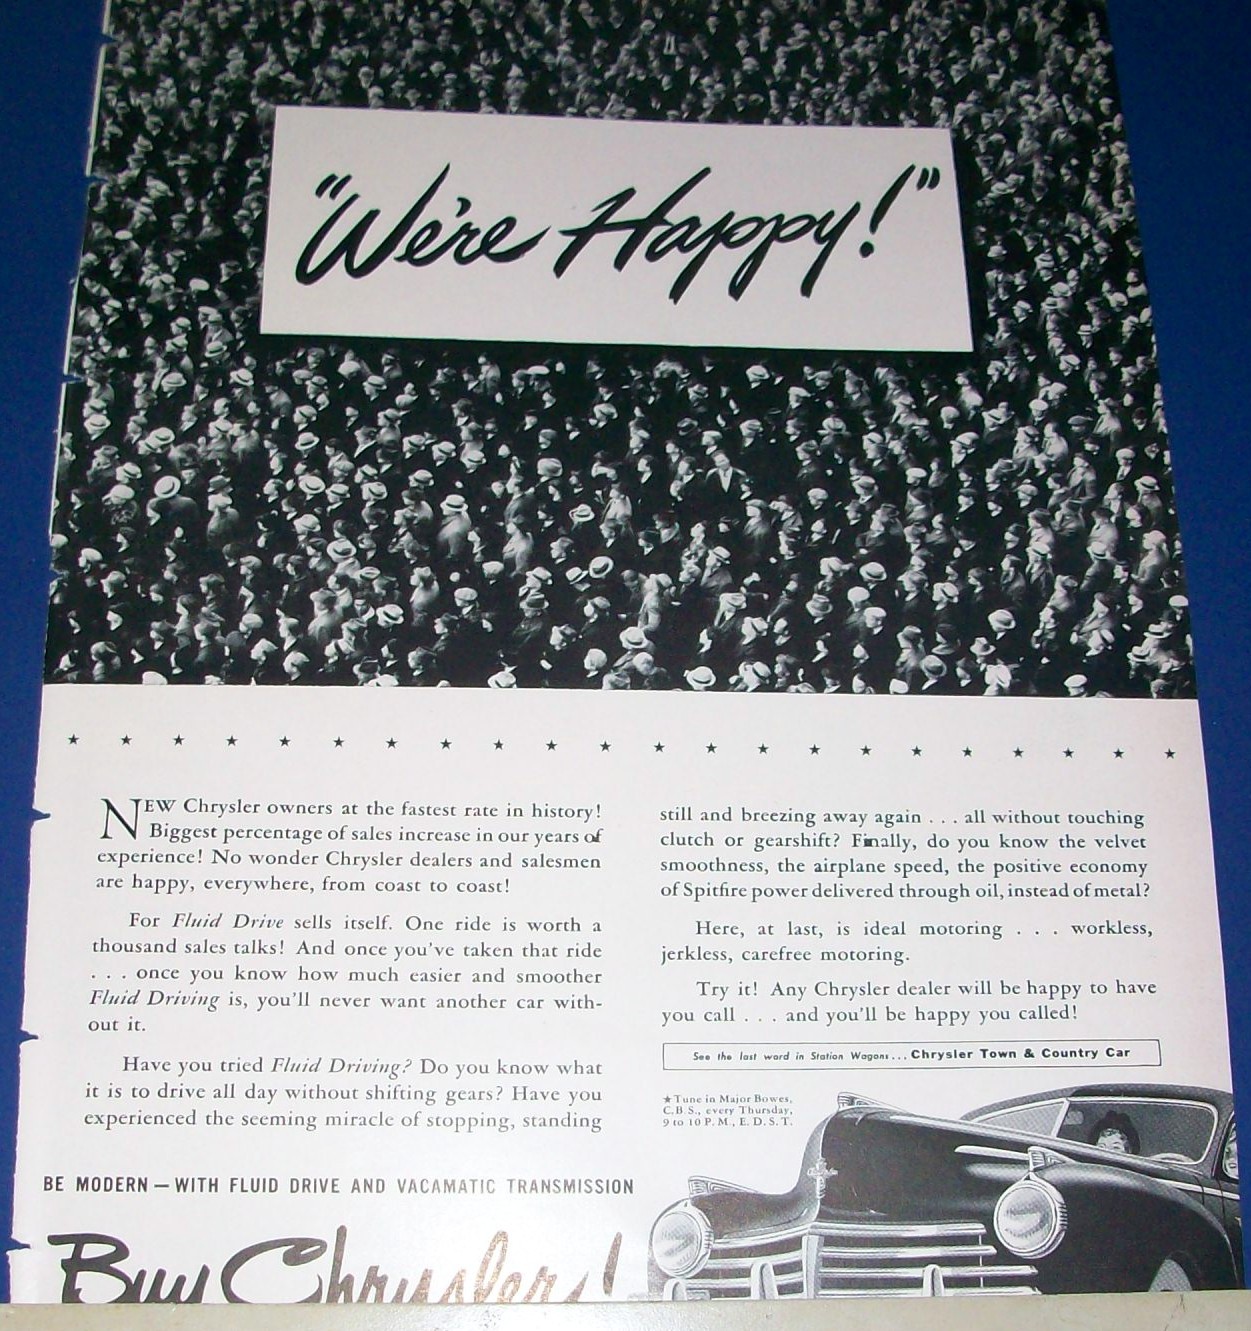 "We're Happy!"
NEW Chrysler owners at the fastest rate in history!
Biggest percentage of sales increase in our years of
experience! No wonder Chrysler dealers and salesmen
are happy, everywhere, from coast to coast!
For Fluid Drive sells itself. One ride is worth a
thousand sales talks! And once you've taken that ride
. . . once you know how much easier and smoother
Fluid Driving is, you'll never want another car with-
out it.
Have you tried Fluid Driving? Do you know what
it is to drive all day without shifting gears? Have you
experienced the seeming miracle of stopping, standing
still and breezing away again . . . all without touching
clutch or gearshift? Finally, do you know the velvet
smoothness, the airplane speed, the positive economy
of Spitfire power delivered through oil, instead of metal?
Here, at last, is ideal motoring . . . workless,
jerkless, carefree motoring.
Try it! Any Chrysler dealer will be happy to have
you call . . . and you'll be happy you called!
See the last word in Station Wagons... Chrysler Town & Country Car
★Tune in Major Bowes,
C.B.S., every Thursday,
9 to 10 P.M., E.D.S.T.
BE MODERN — WITH FLUID DRIVE AND VACAMATIC TRANSMISSION
Buy Chrysler!